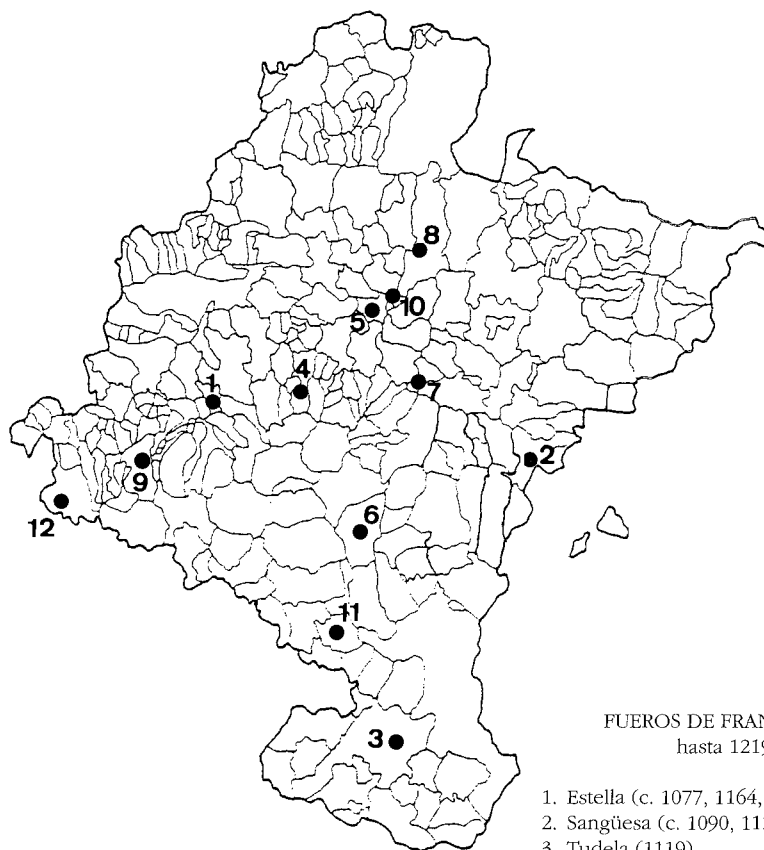 8
10
5
4
1
7
2
9
12
6
11
3
FUEROS DE FRAN
hasta 1219
1. Estella (c. 1077, 1164,
2. Sangüesa (c. 1090, 11
3. Tudela (1119)